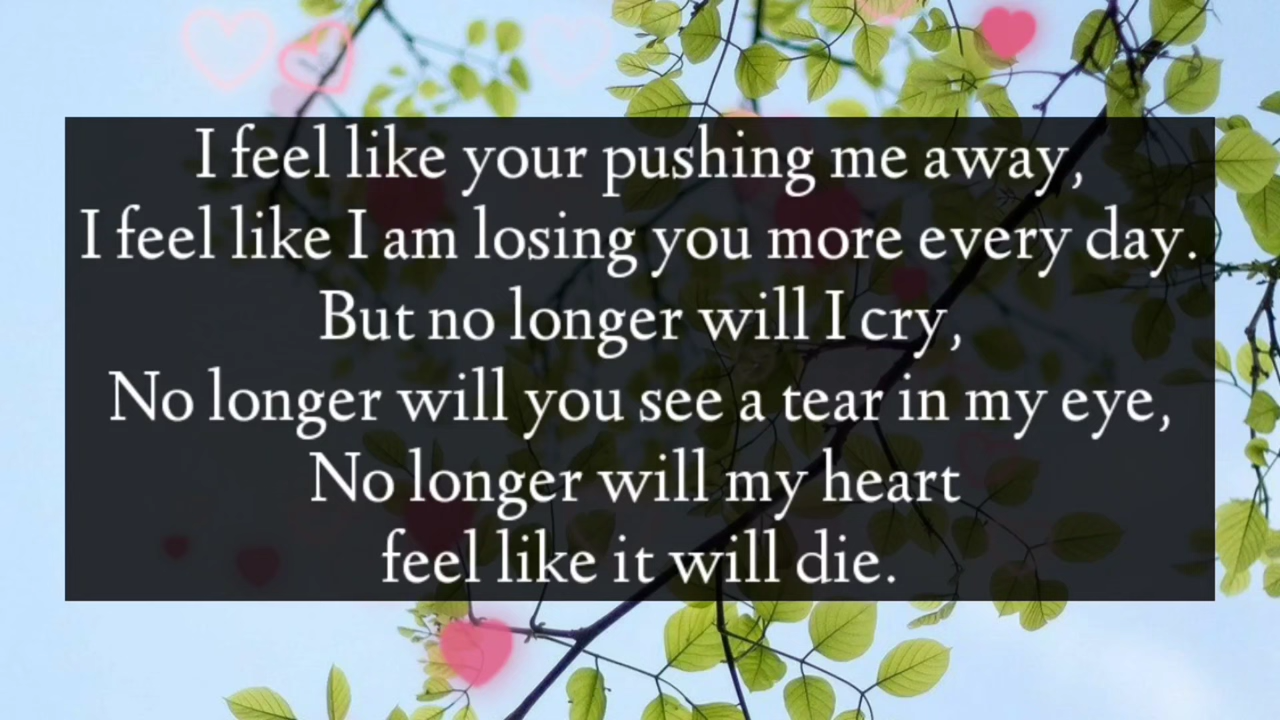 I feel like your pushing me away,
I feel like I am losing you more every day.
But no longer will I cry,
No longer will you see a tear in my eye,
No longer will my heart
feel like it will die.